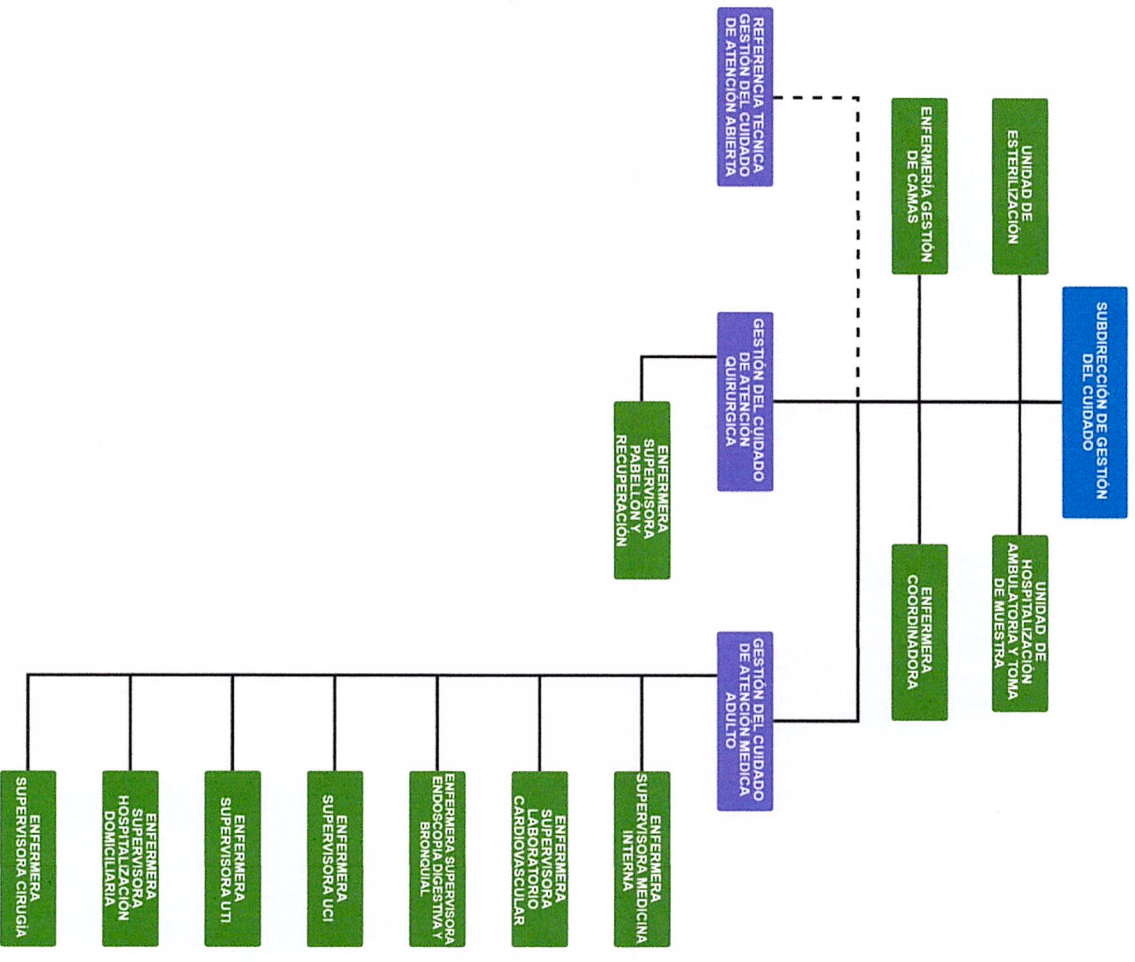 SUBDIRECCIÓN DE GESTIÓN
DEL CUIDADO
UNIDAD DE
ESTERILIZACIÓN
UNIDAD DE
HOSPITALIZACIÓN
AMBULATORIA Y TOMA
DE MUESTRA
ENFERMERÍA GESTIÓN
DE CAMAS
ENFERMERA
COORDINADORA
REFERENCIA TECNICA
GESTIÓN DEL CUIDADO
DE ATENCIÓN ABIERTA
GESTIÓN DEL CUIDADO
DE ATENCIÓN
QUIRURGICA
GESTIÓN DEL CUIDADO
DE ATENCIÓN MEDICA
ADULTO
ENFERMERA
SUPERVISORA
PABELLÓN Y
RECUPERACIÓN
ENFERMERA
SUPERVISORA MEDICINA
INTERNA
ENFERMERA
SUPERVISORA
LABORATORIO
CARDIOVASCULAR
ENFERMERA SUPERVISORA
ENDOSCOPIA DIGESTIVA Y
BRONQUIAL
ENFERMERA
SUPERVISORA UCI
ENFERMERA
SUPERVISORA UTI
ENFERMERA
SUPERVISORA
HOSPITALIZACIÓN
DOMICILIARIA
ENFERMERA
SUPERVISORA CIRUGÍA